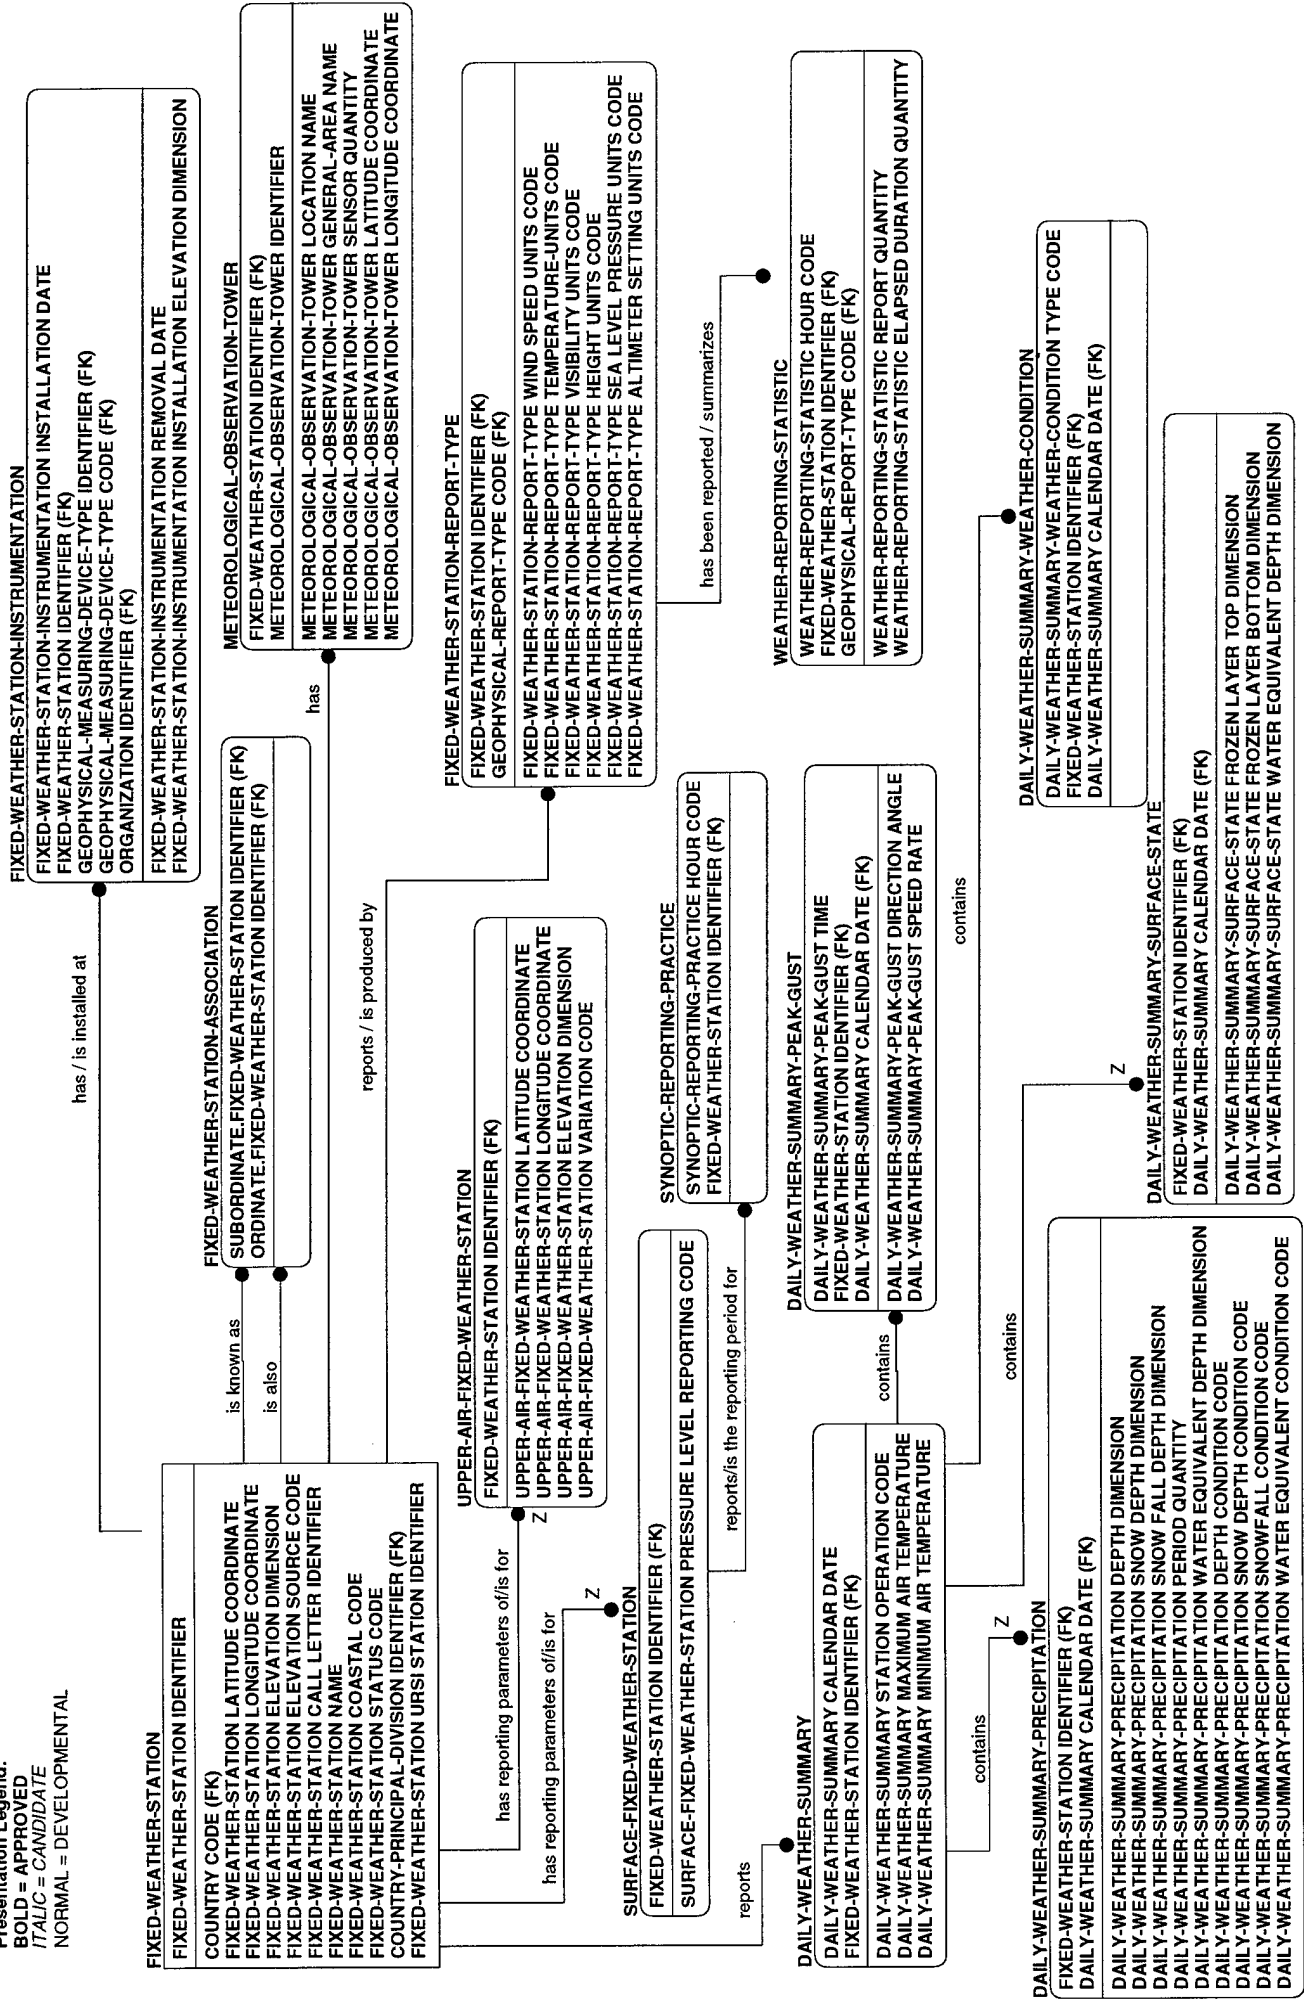 Presentation Legend:
BOLD = APPROVED
ITALIC = CANDIDATE
NORMAL = DEVELOPMENTAL
FIXED-WEATHER-STATION
FIXED-WEATHER-STATION IDENTIFIER
COUNTRY CODE (FK)
FIXED-WEATHER-STATION LATITUDE COORDINATE
FIXED-WEATHER-STATION LONGITUDE COORDINATE
FIXED-WEATHER-STATION ELEVATION DIMENSION
FIXED-WEATHER-STATION ELEVATION SOURCE CODE
FIXED-WEATHER-STATION CALL LETTER IDENTIFIER
FIXED-WEATHER-STATION NAME
FIXED-WEATHER-STATION COASTAL CODE
FIXED-WEATHER-STATION STATUS CODE
COUNTRY-PRINCIPAL-DIVISION IDENTIFIER (FK)
FIXED-WEATHER-STATION URSI STATION IDENTIFIER
has / is installed at
FIXED-WEATHER-STATION-INSTRUMENTATION
FIXED-WEATHER-STATION-INSTRUMENTATION INSTALLATION DATE
FIXED-WEATHER-STATION IDENTIFIER (FK)
GEOPHYSICAL-MEASURING-DEVICE-TYPE IDENTIFIER (FK)
GEOPHYSICAL-MEASURING-DEVICE-TYPE CODE (FK)
ORGANIZATION IDENTIFIER (FK)
FIXED-WEATHER-STATION-INSTRUMENTATION REMOVAL DATE
FIXED-WEATHER-STATION-INSTRUMENTATION INSTALLATION ELEVATION DIMENSION
is known as
is also
FIXED-WEATHER-STATION-ASSOCIATION
SUBORDINATE.FIXED-WEATHER-STATION IDENTIFIER (FK)
ORDINATE.FIXED-WEATHER-STATION IDENTIFIER (FK)
has
METEOROLOGICAL-OBSERVATION-TOWER
FIXED-WEATHER-STATION IDENTIFIER (FK)
METEOROLOGICAL-OBSERVATION-TOWER IDENTIFIER
METEOROLOGICAL-OBSERVATION-TOWER LOCATION NAME
METEOROLOGICAL-OBSERVATION-TOWER GENERAL-AREA NAME
METEOROLOGICAL-OBSERVATION-TOWER SENSOR QUANTITY
METEOROLOGICAL-OBSERVATION-TOWER LATITUDE COORDINATE
METEOROLOGICAL-OBSERVATION-TOWER LONGITUDE COORDINATE
reports / is produced by
FIXED-WEATHER-STATION-REPORT-TYPE
FIXED-WEATHER-STATION IDENTIFIER (FK)
GEOPHYSICAL-REPORT-TYPE CODE (FK)
FIXED-WEATHER-STATION-REPORT-TYPE WIND SPEED UNITS CODE
FIXED-WEATHER-STATION-REPORT-TYPE TEMPERATURE-UNITS CODE
FIXED-WEATHER-STATION-REPORT-TYPE VISIBILITY UNITS CODE
FIXED-WEATHER-STATION-REPORT-TYPE HEIGHT UNITS CODE
FIXED-WEATHER-STATION-REPORT-TYPE SEA LEVEL PRESSURE UNITS CODE
FIXED-WEATHER-STATION-REPORT-TYPE ALTIMETER SETTING UNITS CODE
has reporting parameters of/is for
Z
UPPER-AIR-FIXED-WEATHER-STATION
FIXED-WEATHER-STATION IDENTIFIER (FK)
UPPER-AIR-FIXED-WEATHER-STATION LATITUDE COORDINATE
UPPER-AIR-FIXED-WEATHER-STATION LONGITUDE COORDINATE
UPPER-AIR-FIXED-WEATHER-STATION ELEVATION DIMENSION
UPPER-AIR-FIXED-WEATHER-STATION VARIATION CODE
has reporting parameters of/is for
Z
SURFACE-FIXED-WEATHER-STATION
FIXED-WEATHER-STATION IDENTIFIER (FK)
SURFACE-FIXED-WEATHER-STATION PRESSURE LEVEL REPORTING CODE
reports/is the reporting period for
SYNOPTIC-REPORTING-PRACTICE
SYNOPTIC-REPORTING-PRACTICE HOUR CODE
FIXED-WEATHER-STATION IDENTIFIER (FK)
has been reported / summarizes
WEATHER-REPORTING-STATISTIC
WEATHER-REPORTING-STATISTIC HOUR CODE
FIXED-WEATHER-STATION IDENTIFIER (FK)
GEOPHYSICAL-REPORT-TYPE CODE (FK)
WEATHER-REPORTING-STATISTIC REPORT QUANTITY
WEATHER-REPORTING-STATISTIC ELAPSED DURATION QUANTITY
reports
DAILY-WEATHER-SUMMARY
DAILY-WEATHER-SUMMARY CALENDAR DATE
FIXED-WEATHER-STATION IDENTIFIER (FK)
DAILY-WEATHER-SUMMARY STATION OPERATION CODE
DAILY-WEATHER-SUMMARY MAXIMUM AIR TEMPERATURE
DAILY-WEATHER-SUMMARY MINIMUM AIR TEMPERATURE
contains
DAILY-WEATHER-SUMMARY-PEAK-GUST
DAILY-WEATHER-SUMMARY-PEAK-GUST TIME
FIXED-WEATHER-STATION IDENTIFIER (FK)
DAILY-WEATHER-SUMMARY CALENDAR DATE (FK)
DAILY-WEATHER-SUMMARY-PEAK-GUST DIRECTION ANGLE
DAILY-WEATHER-SUMMARY-PEAK-GUST SPEED RATE
contains
DAILY-WEATHER-SUMMARY-WEATHER-CONDITION
DAILY-WEATHER-SUMMARY-WEATHER-CONDITION TYPE CODE
FIXED-WEATHER-STATION IDENTIFIER (FK)
DAILY-WEATHER-SUMMARY CALENDAR DATE (FK)
contains
Z
DAILY-WEATHER-SUMMARY-PRECIPITATION
FIXED-WEATHER-STATION IDENTIFIER (FK)
DAILY-WEATHER-SUMMARY CALENDAR DATE (FK)
DAILY-WEATHER-SUMMARY-PRECIPITATION DEPTH DIMENSION
DAILY-WEATHER-SUMMARY-PRECIPITATION SNOW DEPTH DIMENSION
DAILY-WEATHER-SUMMARY-PRECIPITATION SNOW FALL DEPTH DIMENSION
DAILY-WEATHER-SUMMARY-PRECIPITATION PERIOD QUANTITY
DAILY-WEATHER-SUMMARY-PRECIPITATION WATER EQUIVALENT DEPTH DIMENSION
DAILY-WEATHER-SUMMARY-PRECIPITATION DEPTH CONDITION CODE
DAILY-WEATHER-SUMMARY-PRECIPITATION SNOW DEPTH CONDITION CODE
DAILY-WEATHER-SUMMARY-PRECIPITATION SNOWFALL CONDITION CODE
DAILY-WEATHER-SUMMARY-PRECIPITATION WATER EQUIVALENT CONDITION CODE
contains
Z
DAILY-WEATHER-SUMMARY-SURFACE-STATE
FIXED-WEATHER-STATION IDENTIFIER (FK)
DAILY-WEATHER-SUMMARY CALENDAR DATE (FK)
DAILY-WEATHER-SUMMARY-SURFACE-STATE FROZEN LAYER TOP DIMENSION
DAILY-WEATHER-SUMMARY-SURFACE-STATE FROZEN LAYER BOTTOM DIMENSION
DAILY-WEATHER-SUMMARY-SURFACE-STATE WATER EQUIVALENT DEPTH DIMENSION